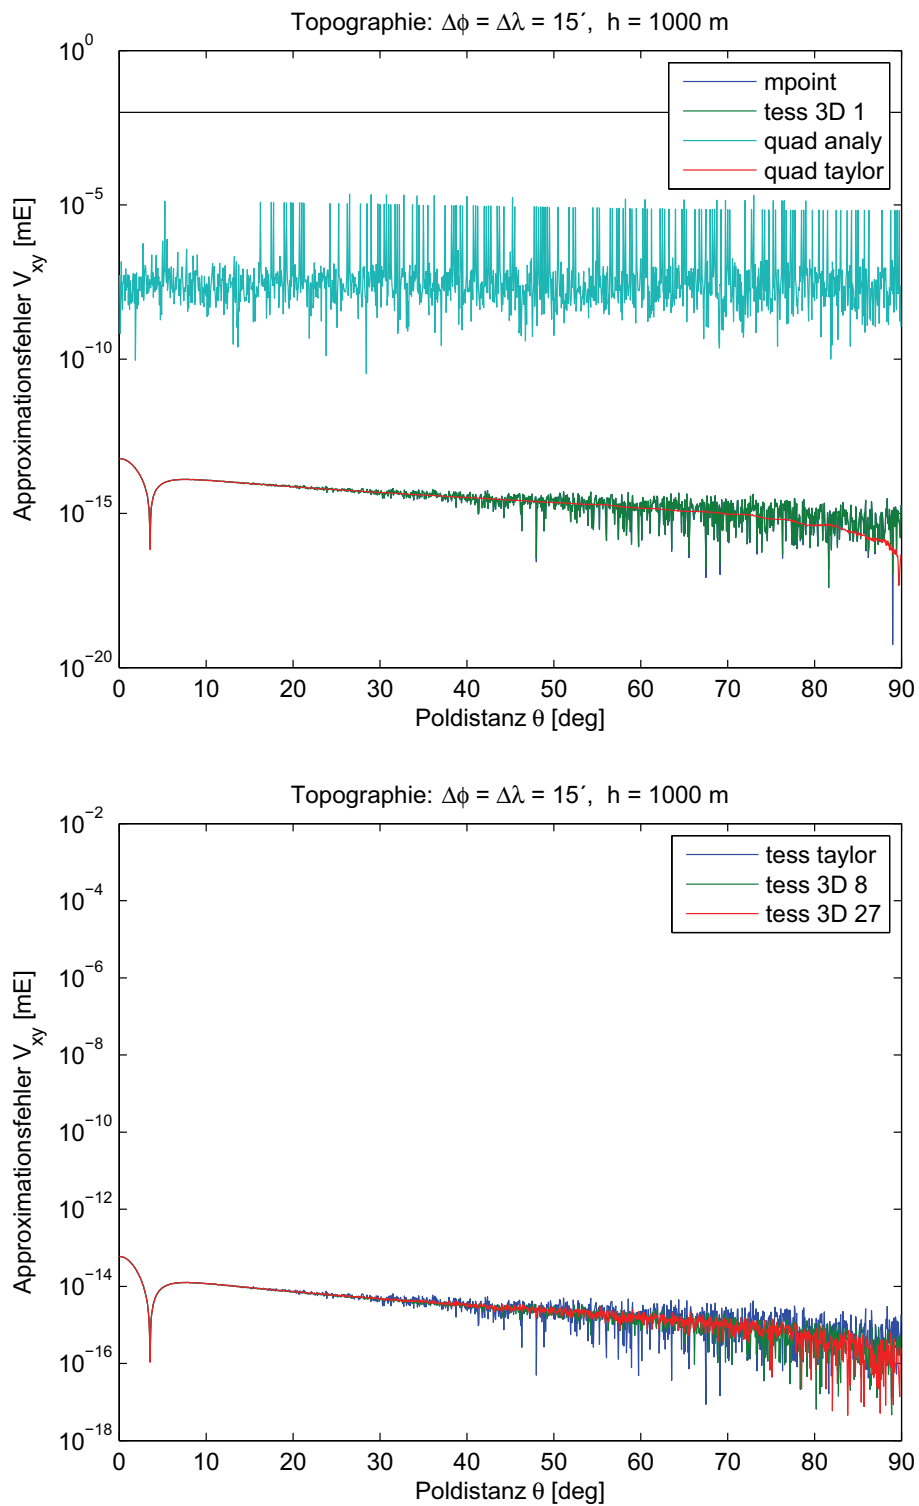 Topographie: Δϕ = Δλ = 15´, h = 1000 m
10^0
10^−5
10^−10
10^−15
10^−20
Approximationsfehler V_xy [mE]
mpoint
tess 3D 1
quad analy
quad taylor
0 10 20 30 40 50 60 70 80 90
Poldistanz θ [deg]
Topographie: Δϕ = Δλ = 15´, h = 1000 m
10^−2
10^−4
10^−6
10^−8
10^−10
10^−12
10^−14
10^−16
10^−18
Approximationsfehler V_xy [mE]
tess taylor
tess 3D 8
tess 3D 27
0 10 20 30 40 50 60 70 80 90
Poldistanz θ [deg]